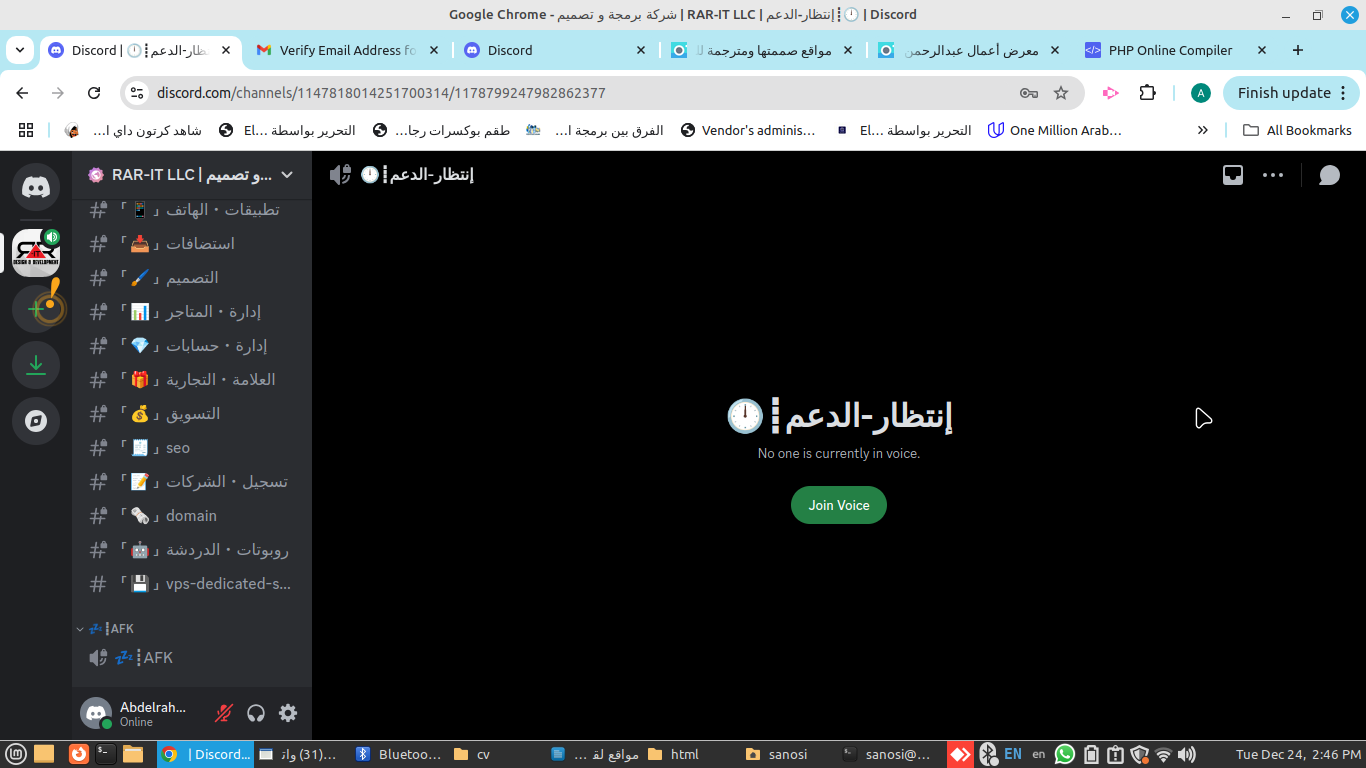 Google Chrome - شركة برمجة و تصميم | RAR-IT LLC | إنتظار-الدعم┋🕛 | Discord
Discord | 🕛┋إنتظار-الدعم
Verify Email Address fo
Discord
مواقع صممتها ومترجمة لل
معرض أعمال عبدالرحمن
PHP Online Compiler
discord.com/channels/1147818014251700314/1178799247982862377
A
Finish update
شاهد كرتون داي ا...
التحرير بواسطة El...
طقم بوكسرات رجا...
الفرق بين برمجة ا...
Vendor's adminis...
التحرير بواسطة El...
One Million Arab...
All Bookmarks
RAR-IT LLC | و تصميم...
🕛┋إنتظار-الدعم
「📱」تطبيقات・الهاتف
「📥」استضافات
「🖌️」التصميم
「📊」إدارة・المتاجر
「💎」إدارة・حسابات
「🎁」العلامة・التجارية
「💰」التسويق
「🧾」seo
「📝」تسجيل・الشركات
「🗞️」domain
「🤖」روبوتات・الدردشة
「💾」vps-dedicated-s...
💤┋AFK
💤┋AFK
🕛┋إنتظار-الدعم
No one is currently in voice.
Join Voice
Abdelrah...
Online
| Discord...
(31) واتـ...
Bluetoo...
cv
مواقع لقـ ...
html
sanosi
sanosi@...
EN
en
Tue Dec 24, 2:46 PM